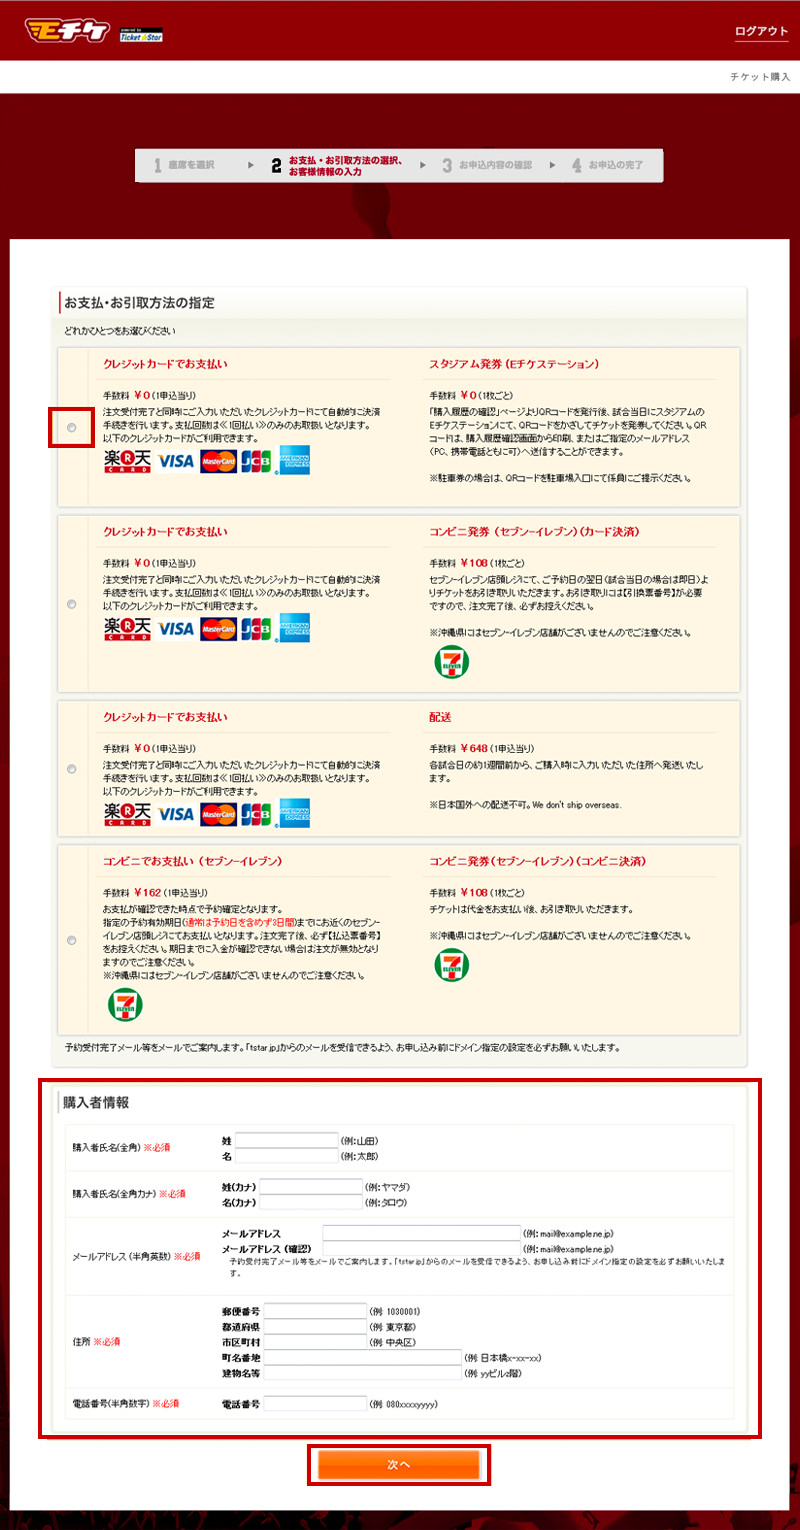 Eチケ
powered by
Ticket Star
ログアウト
チケット購入
1 座席を選択
2 お支払・お引取方法の選択、
お客様情報の入力
3 お申込内容の確認
4 お申込の完了
お支払・お引取方法の指定
どれかひとつをお選びください
クレジットカードでお支払い
手数料 ¥0(1申込当り)
注文受付完了と同時にご入力いただいたクレジットカードにて自動的に決済
手続きを行います。支払回数は≪1回払い≫のみのお取扱いとなります。
以下のクレジットカードがご利用できます。
楽天 CARD VISA MasterCard JCB AMERICAN EXPRESS
スタジアム発券(Eチケステーション)
手数料 ¥0(1枚ごと)
「購入履歴の確認」ページよりQRコードを発行後、試合当日にスタジアムの
Eチケステーションにて、QRコードをかざしてチケットを発券してください。QR
コードは、購入履歴確認画面から印刷、またはご指定のメールアドレス
(PC、携帯電話ともに可)へ送信することができます。
※駐車券の場合は、QRコードを駐車場入口にて係員にご提示ください。
クレジットカードでお支払い
手数料 ¥0(1申込当り)
注文受付完了と同時にご入力いただいたクレジットカードにて自動的に決済
手続きを行います。支払回数は≪1回払い≫のみのお取扱いとなります。
以下のクレジットカードがご利用できます。
楽天 CARD VISA MasterCard JCB AMERICAN EXPRESS
コンビニ発券(セブン-イレブン)(カード決済)
手数料 ¥108(1枚ごと)
セブン-イレブン店頭レジにて、ご予約日の翌日(試合当日の場合は即日)よ
りチケットをお引き取りいただきます。お引き取りには【引換票番号】が必要
ですので、注文完了後、必ずお控えください。
※沖縄県にはセブン-イレブン店舗がございませんのでご注意ください。
7 ELEVEN
クレジットカードでお支払い
手数料 ¥0(1申込当り)
注文受付完了と同時にご入力いただいたクレジットカードにて自動的に決済
手続きを行います。支払回数は≪1回払い≫のみのお取扱いとなります。
以下のクレジットカードがご利用できます。
楽天 CARD VISA MasterCard JCB AMERICAN EXPRESS
配送
手数料 ¥648(1申込当り)
各試合日の約1週間前から、ご購入時に入力いただいた住所へ発送いたし
ます。
※日本国外への配送不可。We don't ship overseas.
コンビニでお支払い(セブン-イレブン)
手数料 ¥162(1申込当り)
お支払が確認できた時点で予約確定となります。
指定の予約有効期日(通常は予約日を含めず3日間)までにお近くのセブン-
イレブン店頭レジにてお支払いとなります。注文完了後、必ず【払込票番号】
をお控えください。期日までに入金が確認できない場合は注文が無効となり
ますのでご注意ください。
※沖縄県にはセブン-イレブン店舗がございませんのでご注意ください。
7 ELEVEN
コンビニ発券(セブン-イレブン)(コンビニ決済)
手数料 ¥108(1枚ごと)
チケットは代金をお支払い後、お引き取りいただきます。
※沖縄県にはセブン-イレブン店舗がございませんのでご注意ください。
7 ELEVEN
予約受付完了メール等をメールでご案内します。「tstar.jp」からのメールを受信できるよう、お申し込み前にドメイン指定の設定を必ずお願いいたします。
購入者情報
購入者氏名(全角) ※必須
姓 (例:山田)
名 (例:太郎)
購入者氏名(全角カナ) ※必須
姓(カナ) (例:ヤマダ)
名(カナ) (例:タロウ)
メールアドレス(半角英数) ※必須
メールアドレス (例: mail@example.ne.jp)
メールアドレス(確認) (例: mail@example.ne.jp)
予約受付完了メール等をメールでご案内します。「tstar.jp」からのメールを受信できるよう、お申し込み前にドメイン指定の設定を必ずお願いいたしま
す。
住所 ※必須
郵便番号 (例: 1030001)
都道府県 (例: 東京都)
市区町村 (例: 中央区)
町名番地 (例: 日本橋x-xx-xx)
建物名等 (例: yyビル2階)
電話番号(半角数字) ※必須
電話番号 (例: 080xxxxyyyy)
次へ